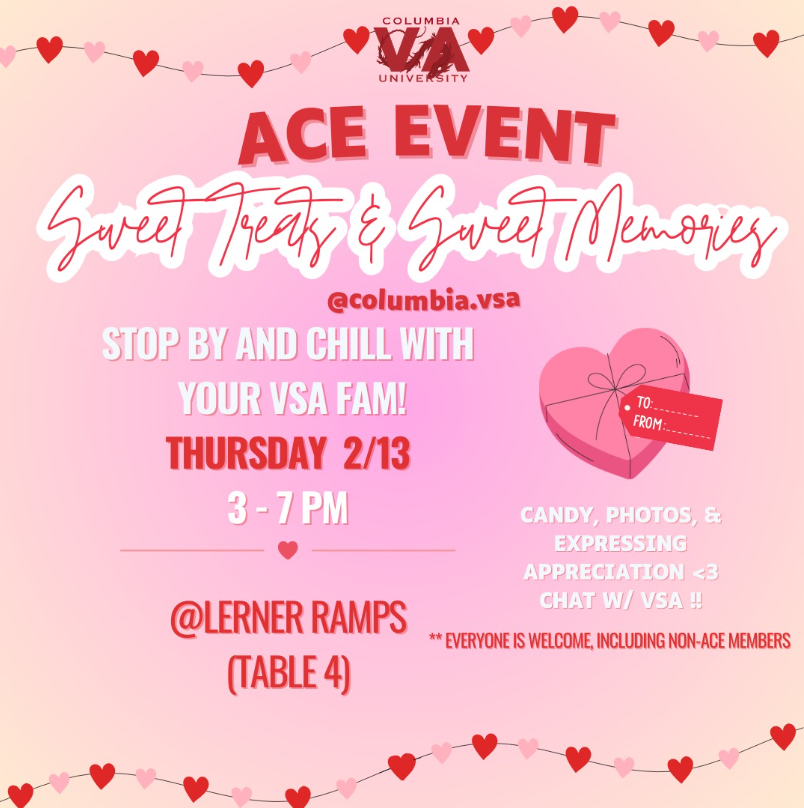 COLUMBIA
VSA
UNIVERSITY
ACE EVENT
Sweet Treats & Sweet Memories
@columbia.vsa
STOP BY AND CHILL WITH
YOUR VSA FAM!
THURSDAY 2/13
3 - 7 PM
@LERNER RAMPS
(TABLE 4)
TO:
FROM:
CANDY, PHOTOS, &
EXPRESSING
APPRECIATION <3
CHAT W/ VSA !!
** EVERYONE IS WELCOME, INCLUDING NON-ACE MEMBERS